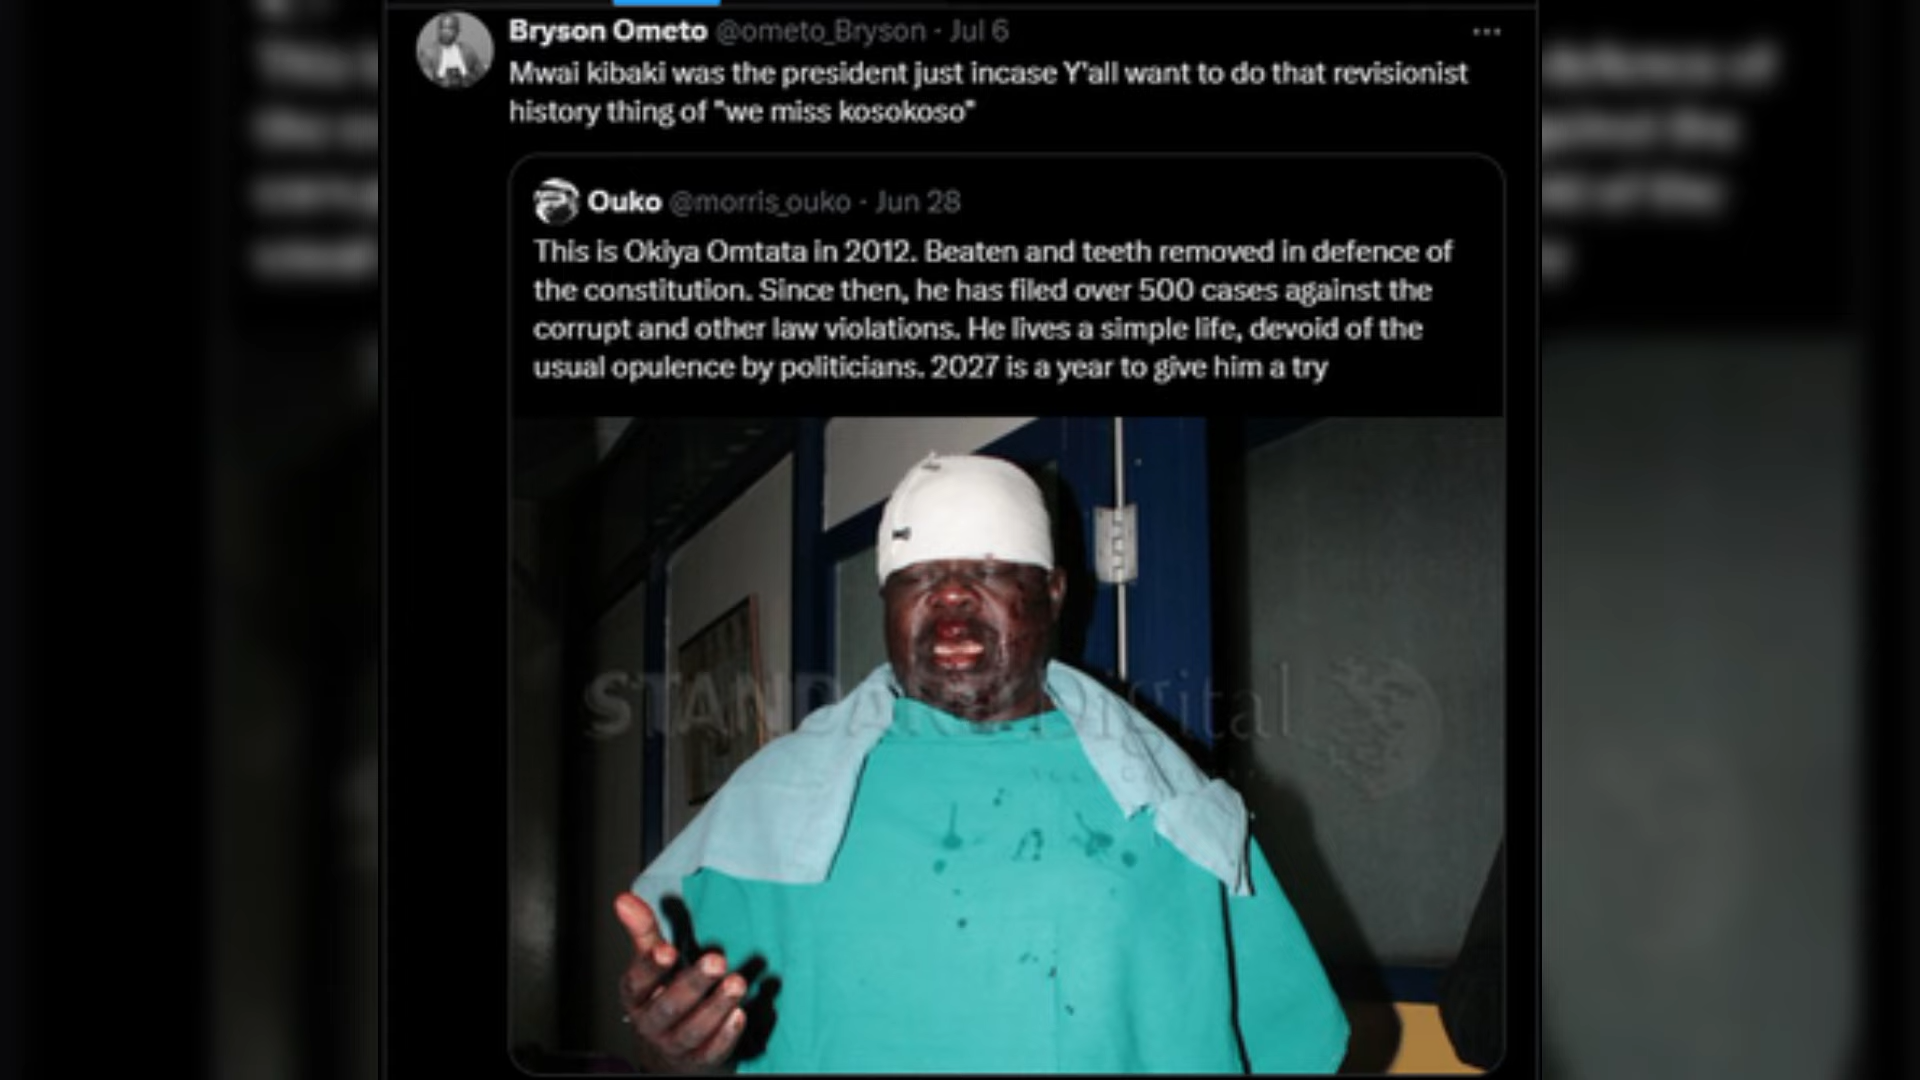 Bryson Ometo @ometo_Bryson · Jul 6
Mwai kibaki was the president just incase Y'all want to do that revisionist
history thing of "we miss kosokoso"
Ouko @morris_ouko · Jun 28
This is Okiya Omtata in 2012. Beaten and teeth removed in defence of
the constitution. Since then, he has filed over 500 cases against the
corrupt and other law violations. He lives a simple life, devoid of the
usual opulence by politicians. 2027 is a year to give him a try
STANDARD Digital